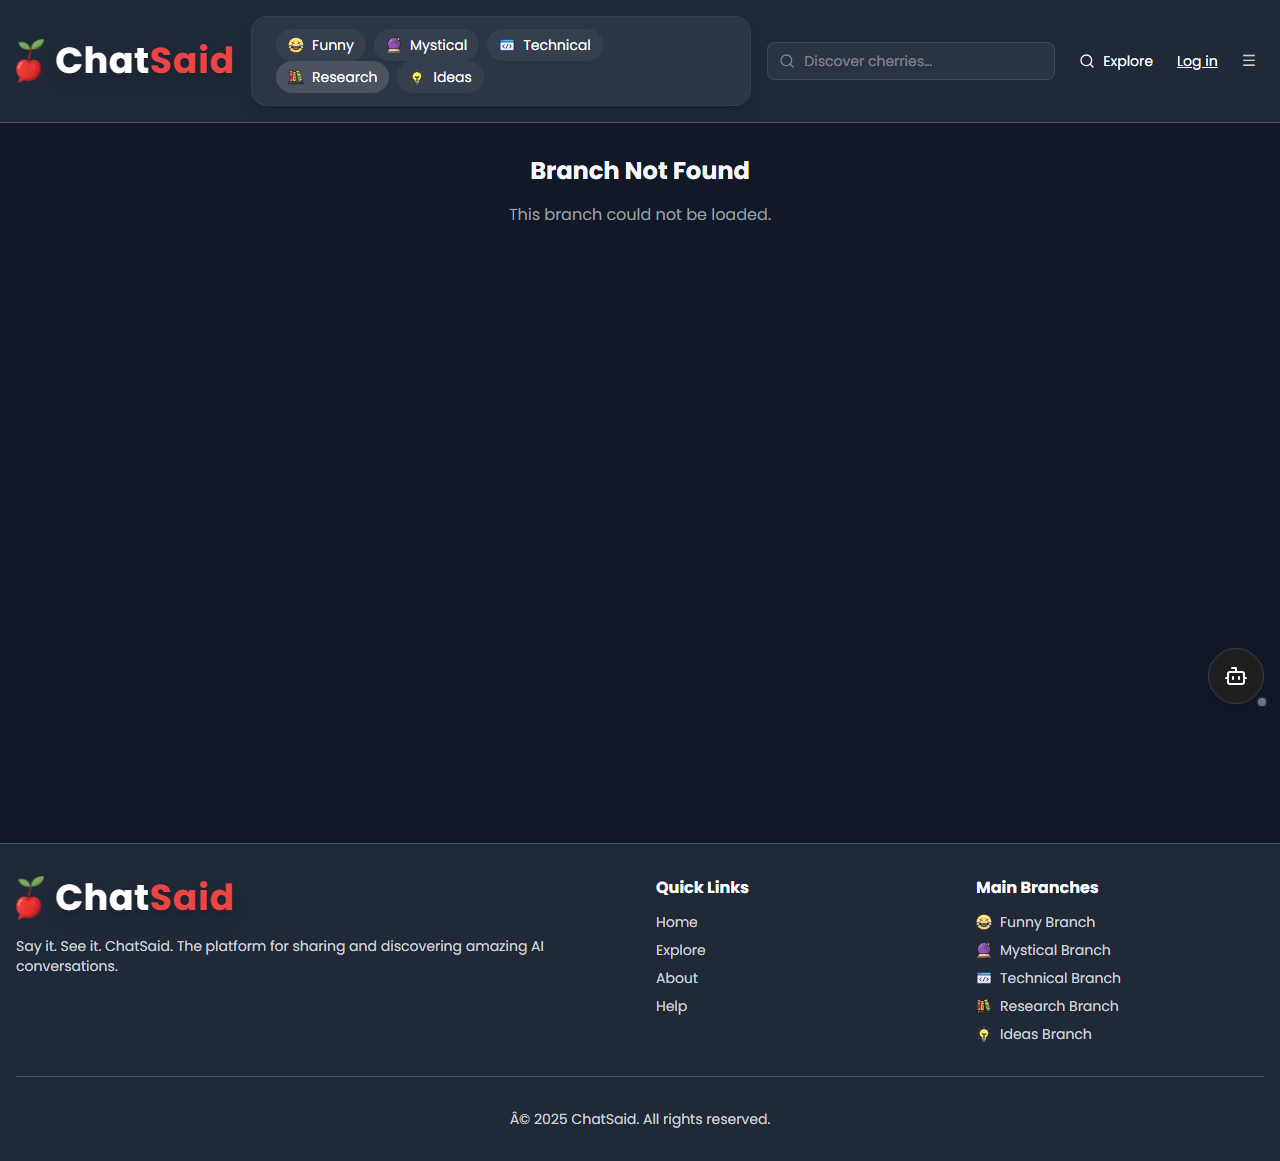 ChatSaid
Funny
Mystical
Technical
Research
Ideas
Discover cherries...
Explore
Log in
Branch Not Found
This branch could not be loaded.
ChatSaid
Say it. See it. ChatSaid. The platform for sharing and discovering amazing AI
conversations.
Quick Links
Home
Explore
About
Help
Main Branches
Funny Branch
Mystical Branch
Technical Branch
Research Branch
Ideas Branch
Â© 2025 ChatSaid. All rights reserved.